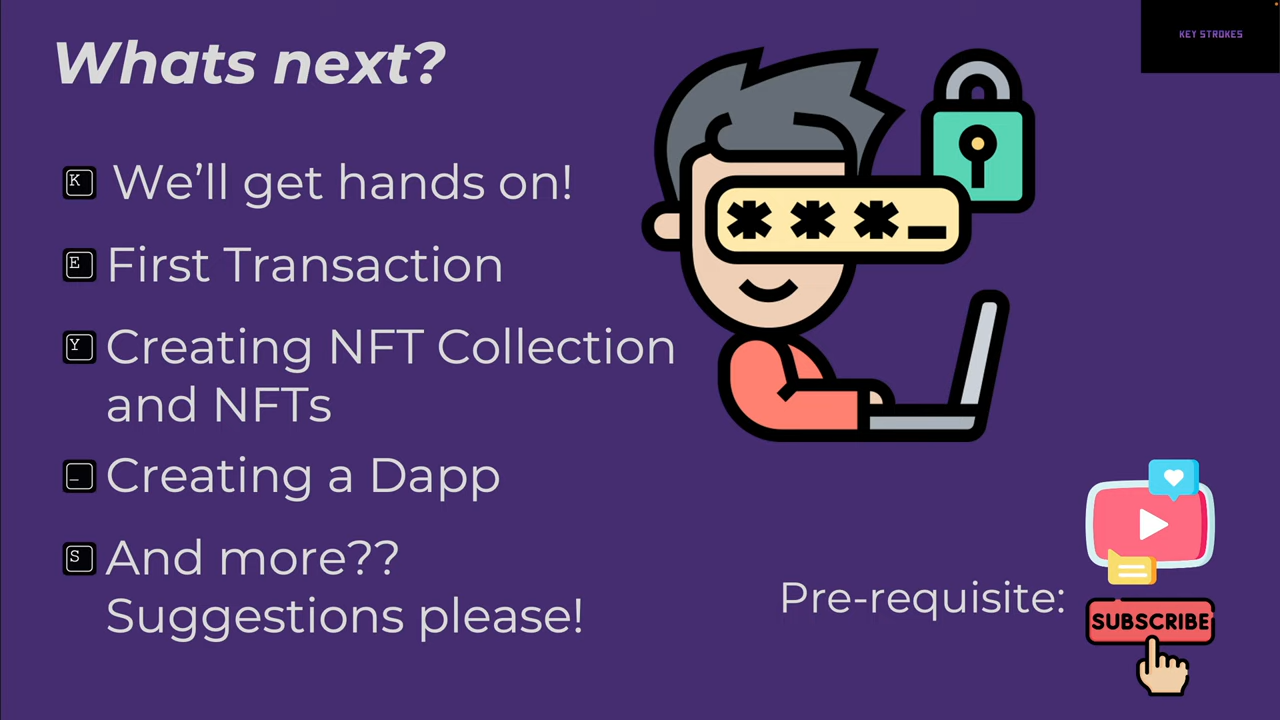 Whats next?
KEY STROKES
K We’ll get hands on!
E First Transaction
Y Creating NFT Collection
and NFTs
_ Creating a Dapp
S And more??
Suggestions please!
***_
Pre-requisite:
SUBSCRIBE